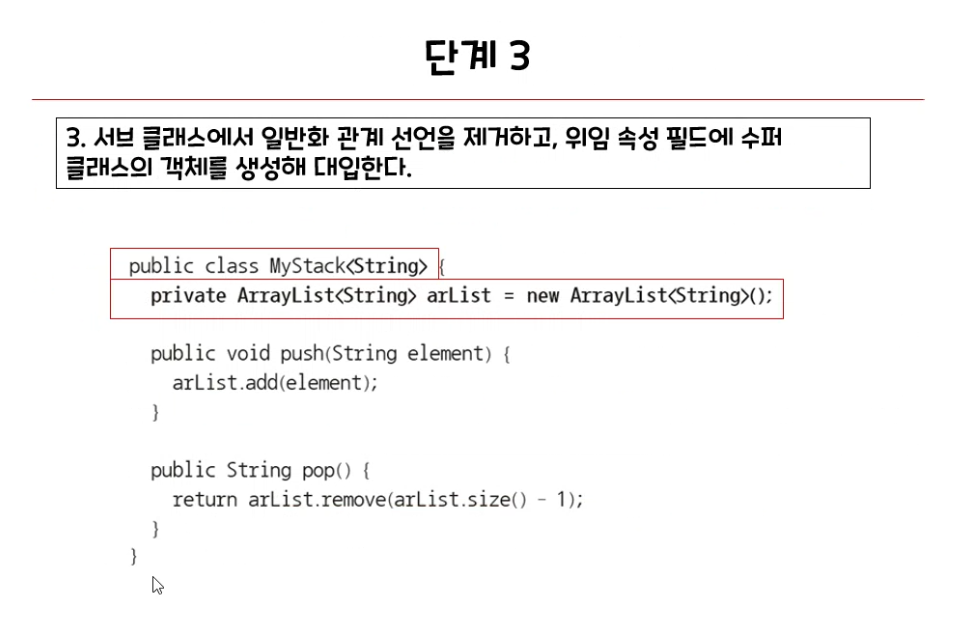 단계 3
3. 서브 클래스에서 일반화 관계 선언을 제거하고, 위임 속성 필드에 수퍼
클래스의 객체를 생성해 대입한다.
public class MyStack<String> {
private ArrayList<String> arList = new ArrayList<String>();
public void push(String element) {
arList.add(element);
}
public String pop() {
return arList.remove(arList.size() - 1);
}
}